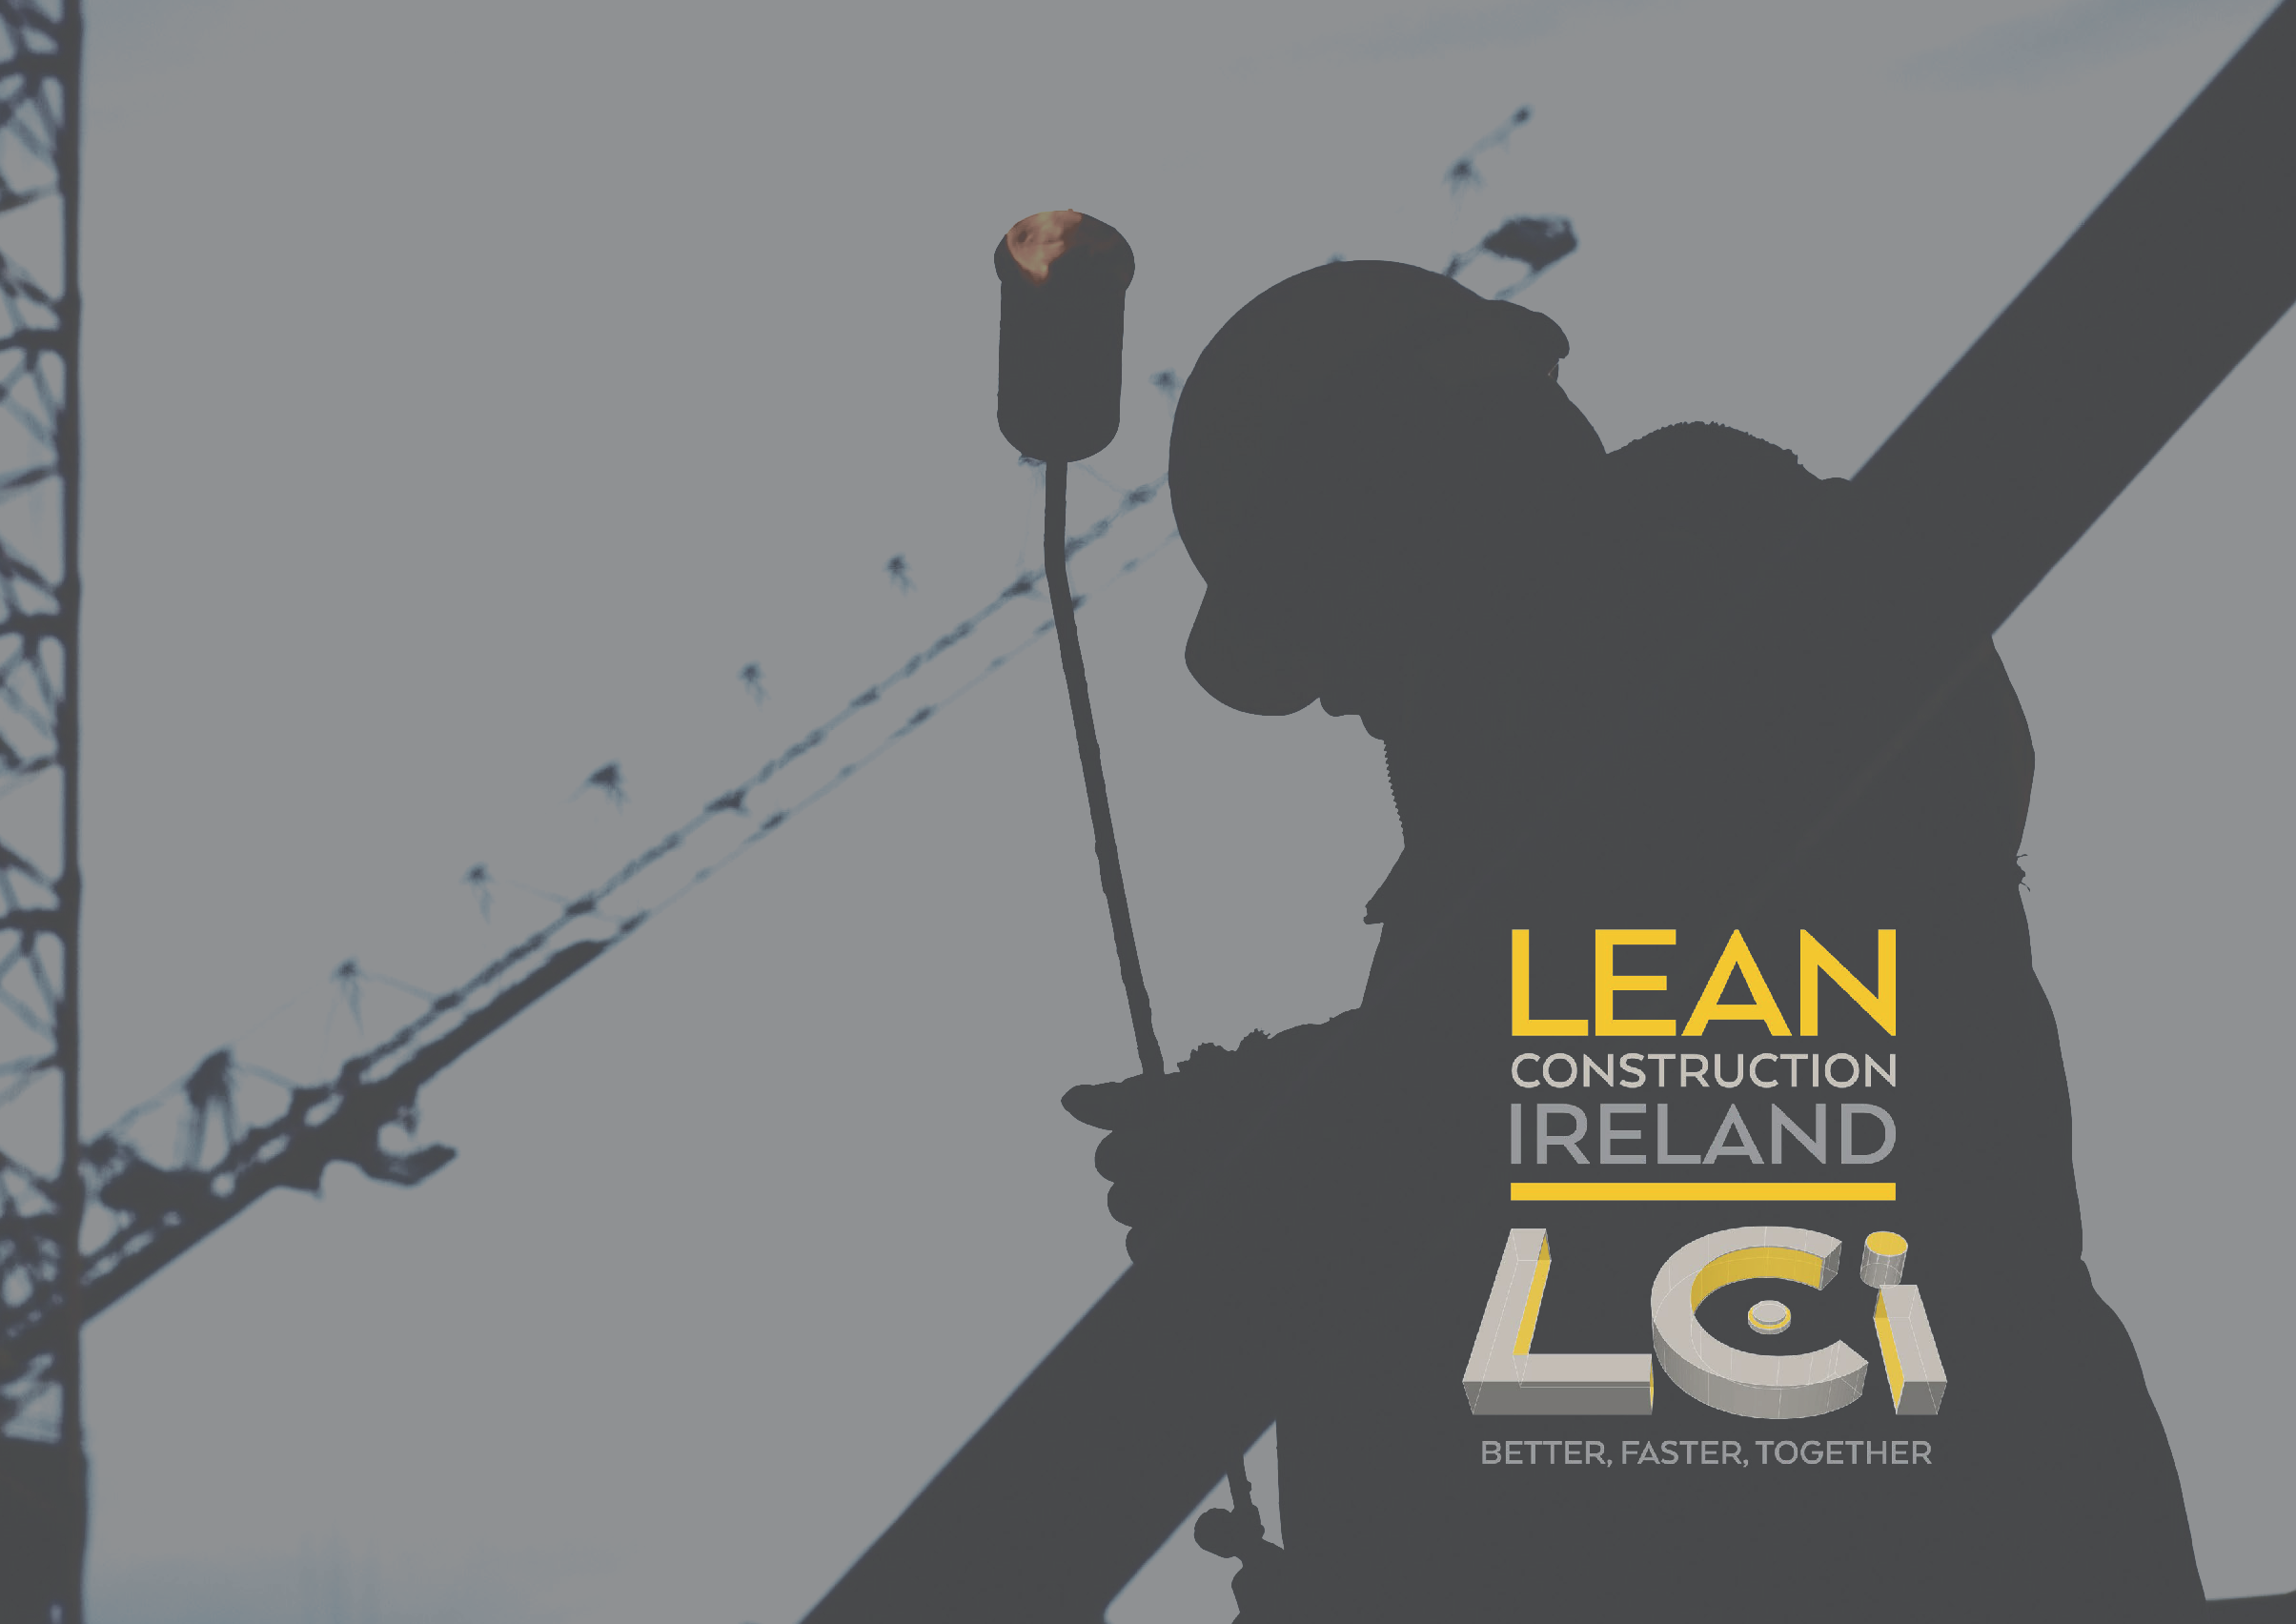 LEAN
CONSTRUCTION
IRELAND
LCi
BETTER, FASTER, TOGETHER